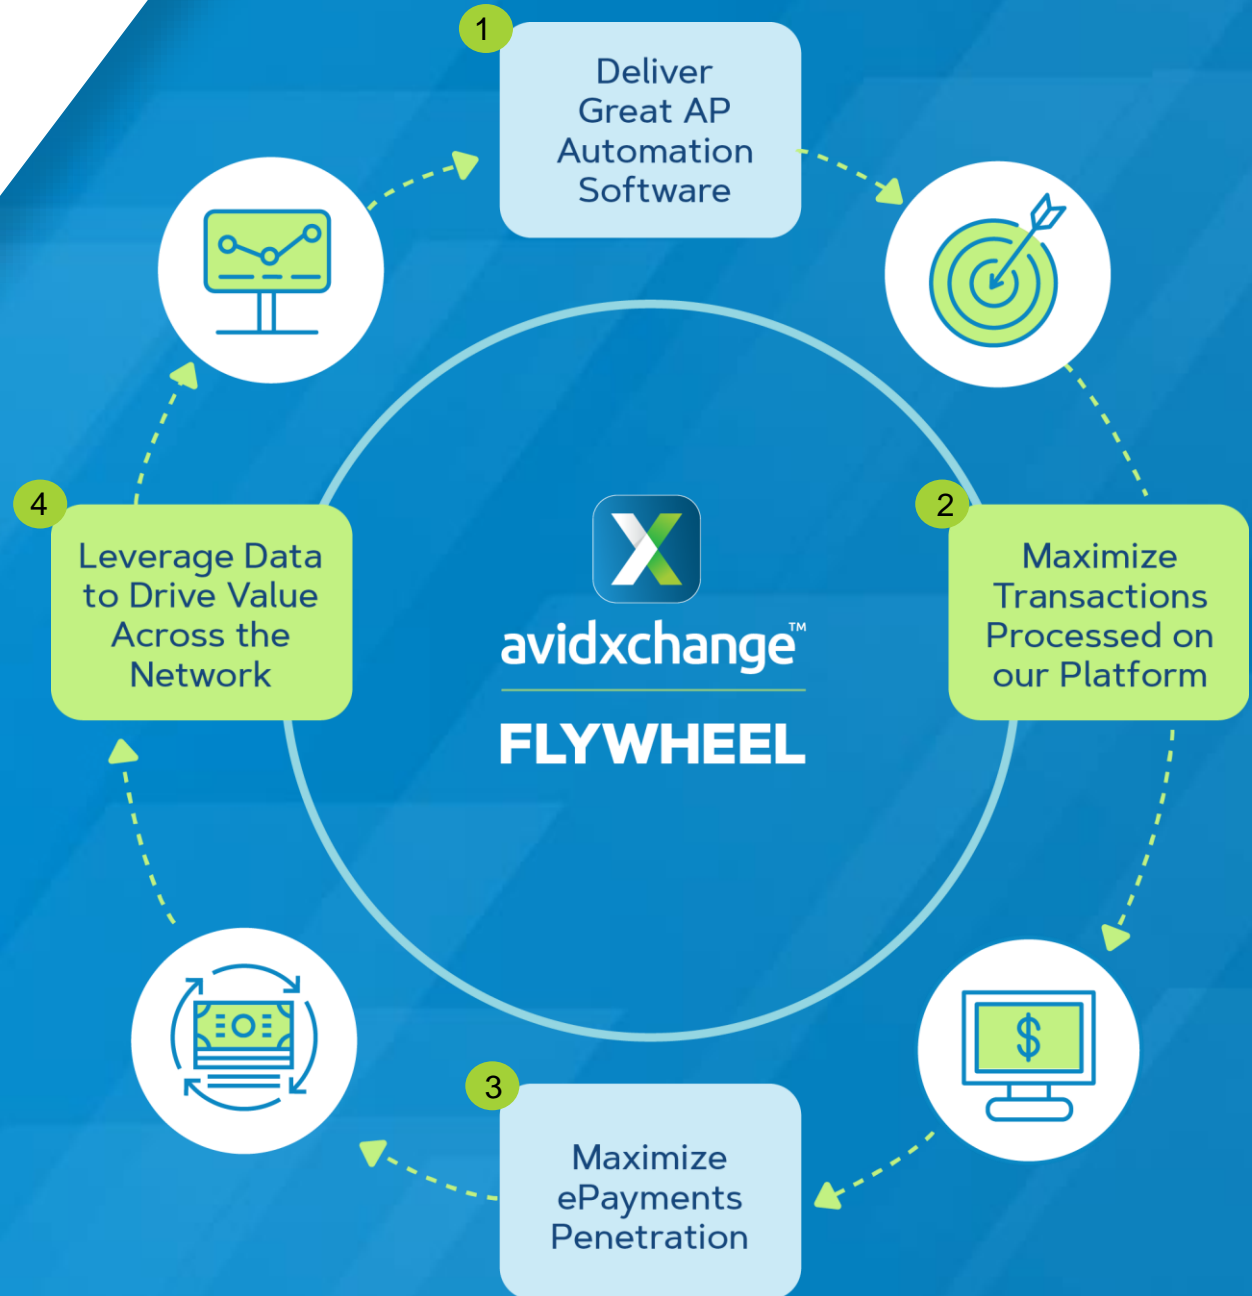 1
Deliver
Great AP
Automation
Software
2
Maximize
Transactions
Processed on
our Platform
3
Maximize
ePayments
Penetration
4
Leverage Data
to Drive Value
Across the
Network
X
avidxchange™
FLYWHEEL
$